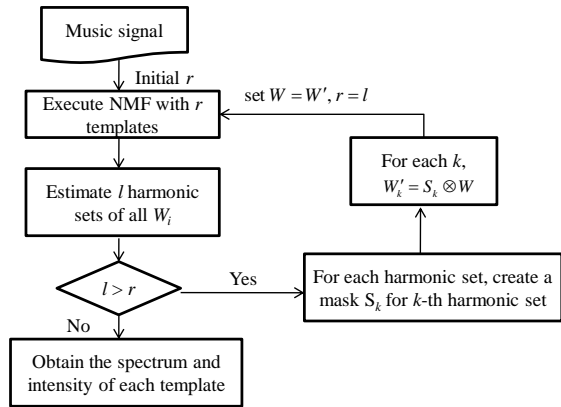 Music signal
Initial r
Execute NMF with r
templates
set W = W′, r = l
For each k,
W′ₖ = Sₖ ⊗ W
Estimate l harmonic
sets of all Wᵢ
l > r
Yes
For each harmonic set, create a
mask Sₖ for k-th harmonic set
No
Obtain the spectrum and
intensity of each template